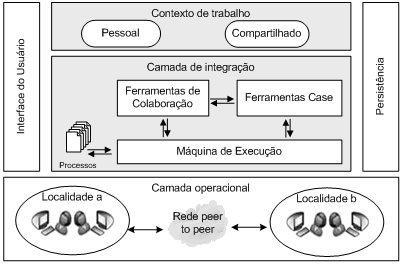 Contexto de trabalho
Pessoal
Compartilhado
Interface do Usuário
Persistência
Camada de integração
Ferramentas de
Colaboração
Ferramentas Case
Processos
Máquina de Execução
Camada operacional
Localidade a
Localidade b
Rede peer
to peer